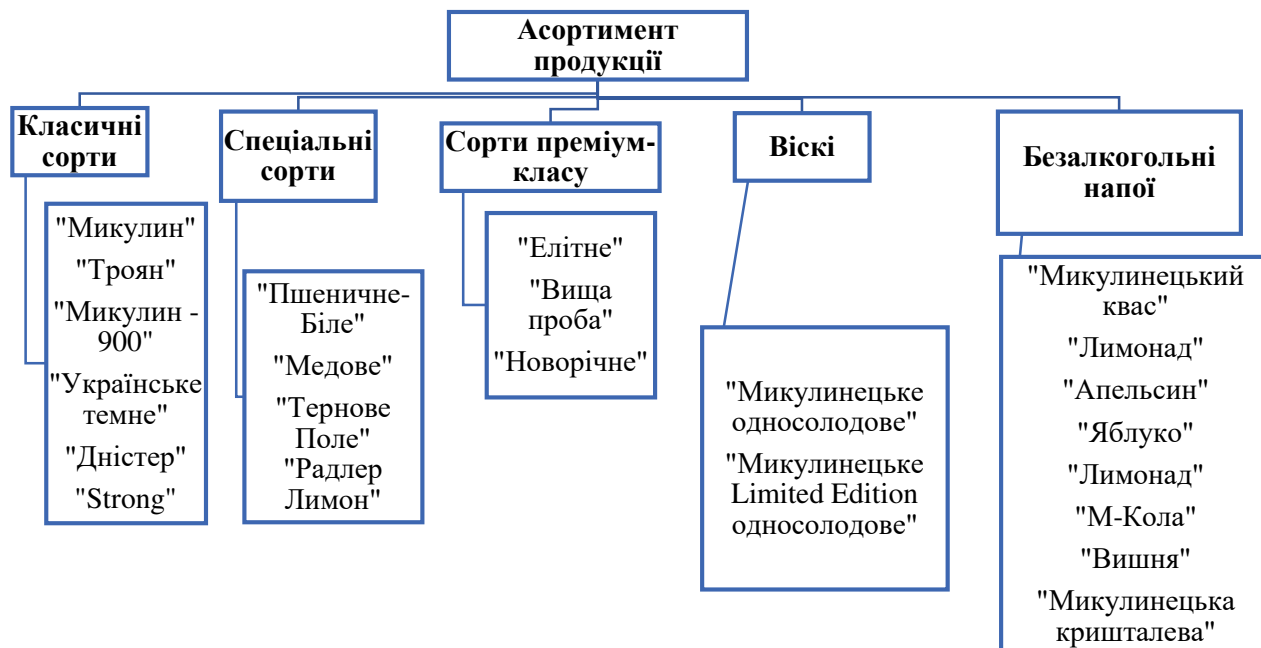 Асортимент
продукції
Класичні
сорти
"Микулин"
"Троян"
"Микулин -
900"
"Українське
темне"
"Дністер"
"Strong"
Спеціальні
сорти
"Пшеничне-
Біле"
"Медове"
"Тернове
Поле"
"Радлер
Лимон"
Сорти преміум-
класу
"Елітне"
"Вища
проба"
"Новорічне"
Віскі
"Микулинецьке
односолодове"
"Микулинецьке
Limited Edition
односолодове"
Безалкогольні
напої
"Микулинецький
квас"
"Лимонад"
"Апельсин"
"Яблуко"
"Лимонад"
"М-Кола"
"Вишня"
"Микулинецька
кришталева"